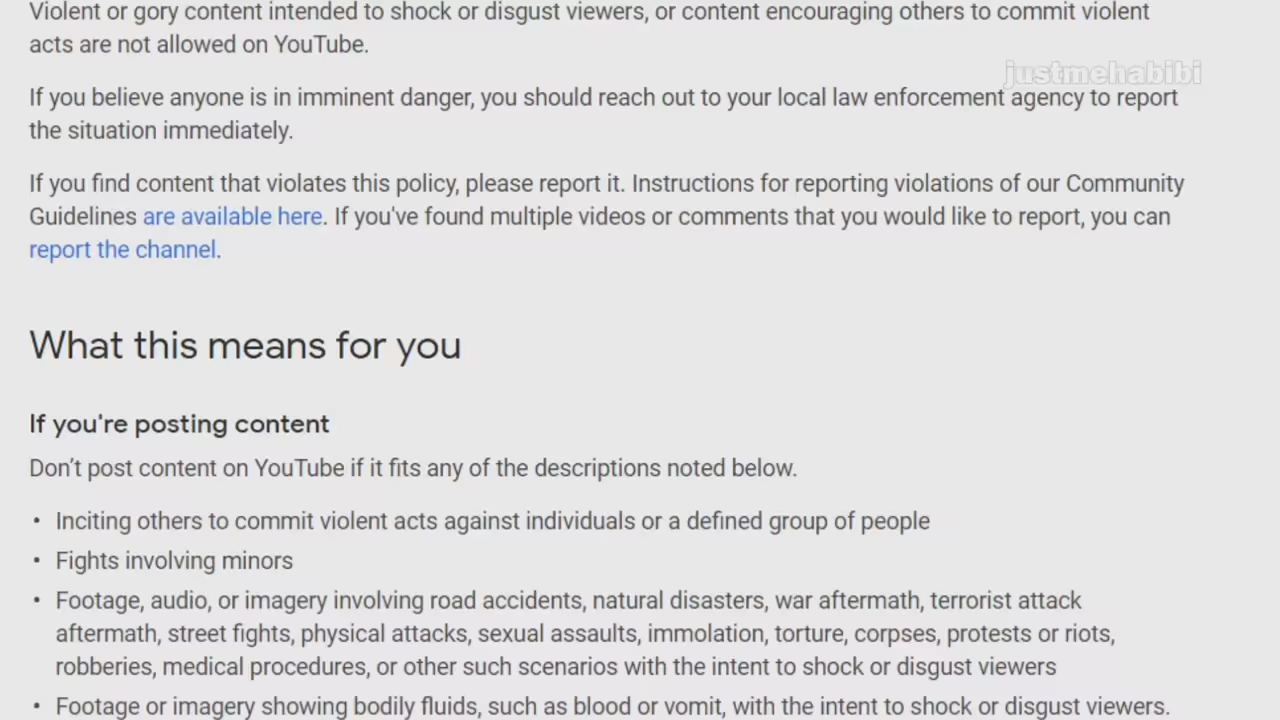 Violent or gory content intended to shock or disgust viewers, or content encouraging others to commit violent
acts are not allowed on YouTube.
justmehabibi
If you believe anyone is in imminent danger, you should reach out to your local law enforcement agency to report
the situation immediately.
If you find content that violates this policy, please report it. Instructions for reporting violations of our Community
Guidelines are available here. If you've found multiple videos or comments that you would like to report, you can
report the channel.
What this means for you
If you're posting content
Don’t post content on YouTube if it fits any of the descriptions noted below.
• Inciting others to commit violent acts against individuals or a defined group of people
• Fights involving minors
• Footage, audio, or imagery involving road accidents, natural disasters, war aftermath, terrorist attack
aftermath, street fights, physical attacks, sexual assaults, immolation, torture, corpses, protests or riots,
robberies, medical procedures, or other such scenarios with the intent to shock or disgust viewers
• Footage or imagery showing bodily fluids, such as blood or vomit, with the intent to shock or disgust viewers.